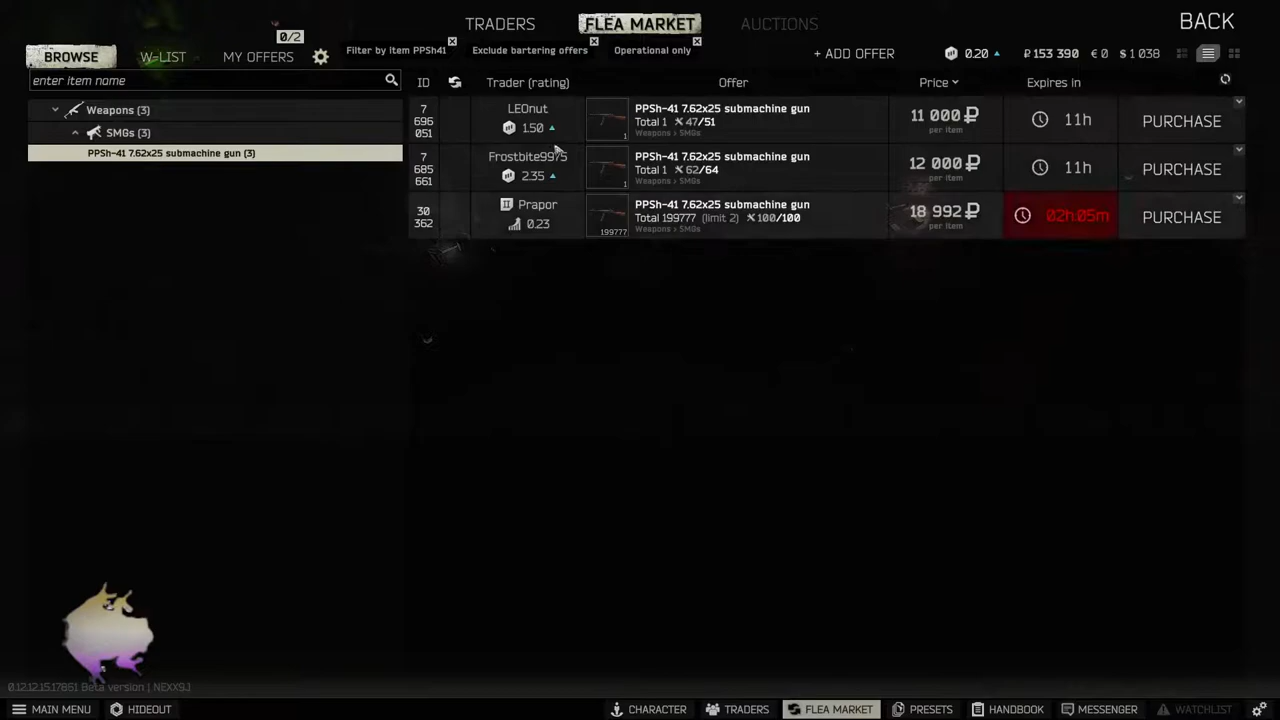 TRADERS FLEA MARKET AUCTIONS BACK
0/2
BROWSE W-LIST MY OFFERS Filter by item PPSh41 Exclude bartering offers Operational only + ADD OFFER 0.20 ₽ 153 390 € 0 $ 1 038
enter item name ID Trader (rating) Offer Price Expires in
Weapons (3)
SMGs (3)
PPSh-41 7.62x25 submachine gun (3)
7 696 051 LEOnut 1.50
1
PPSh-41 7.62x25 submachine gun
Total 1 47/51
Weapons > SMGs
11 000 ₽
per item
11h PURCHASE
7 685 661 Frostbite9975 2.35
1
PPSh-41 7.62x25 submachine gun
Total 1 62/64
Weapons > SMGs
12 000 ₽
per item
11h PURCHASE
30 362 Prapor 0.23
199777
PPSh-41 7.62x25 submachine gun
Total 199777 (limit 2) 100/100
Weapons > SMGs
18 992 ₽
per item
02h:05m PURCHASE
MAIN MENU HIDEOUT CHARACTER TRADERS FLEA MARKET PRESETS HANDBOOK MESSENGER WATCHLIST